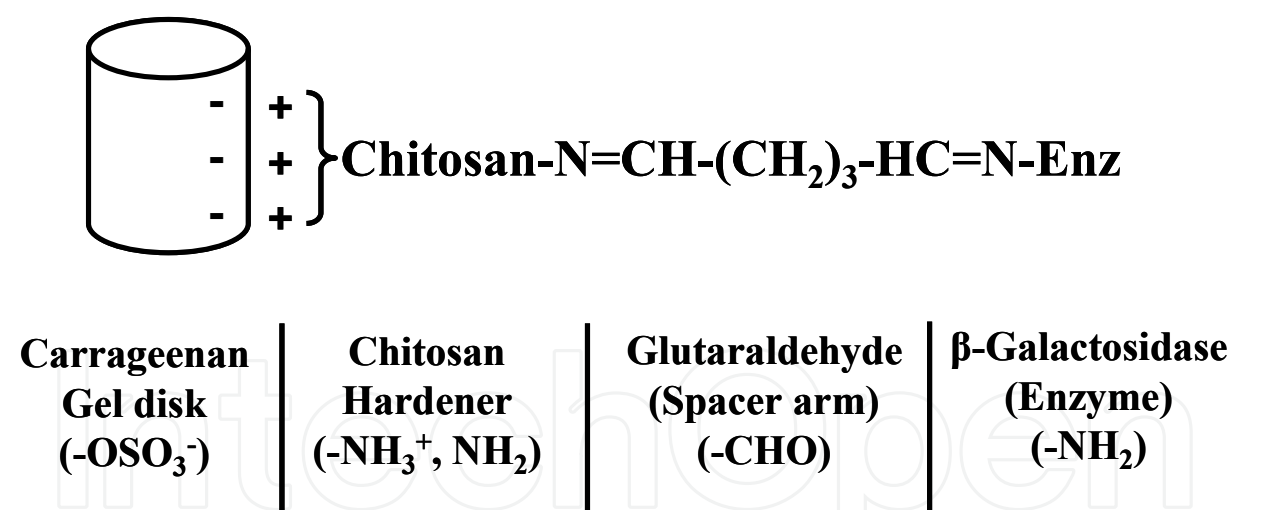 - +
- + Chitosan-N=CH-(CH₂)₃-HC=N-Enz
- +
Carrageenan
Gel disk
(-OSO₃⁻)
Chitosan
Hardener
(-NH₃⁺, NH₂)
Glutaraldehyde
(Spacer arm)
(-CHO)
β-Galactosidase
(Enzyme)
(-NH₂)
IntechOpen